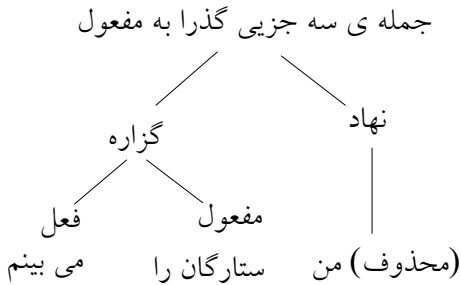 جمله ی سه جزیی گذرا به مفعول
نهاد
گزاره
مفعول
فعل
من (محذوف)
ستارگان را
می بینم